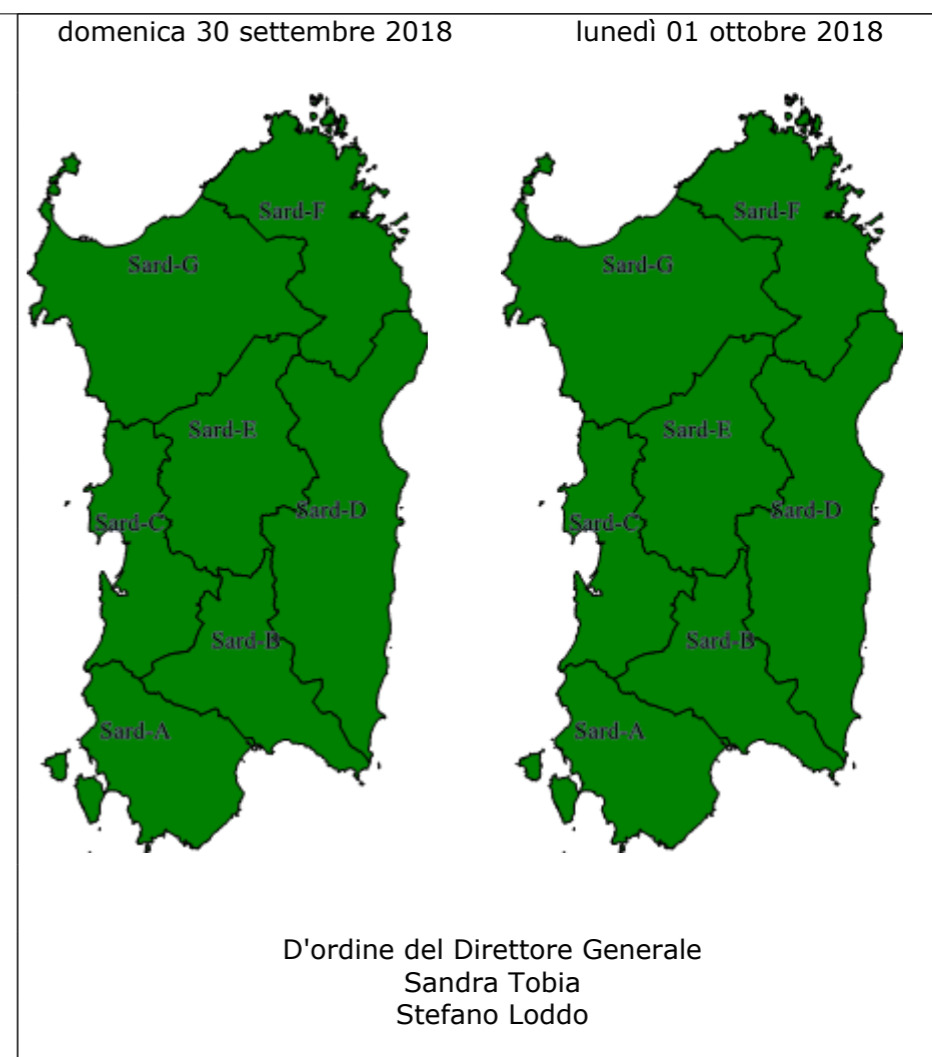 domenica 30 settembre 2018
lunedì 01 ottobre 2018
Sard-F
Sard-G
Sard-E
Sard-D
Sard-C
Sard-B
Sard-A
Sard-F
Sard-G
Sard-E
Sard-D
Sard-C
Sard-B
Sard-A
D'ordine del Direttore Generale
Sandra Tobia
Stefano Loddo